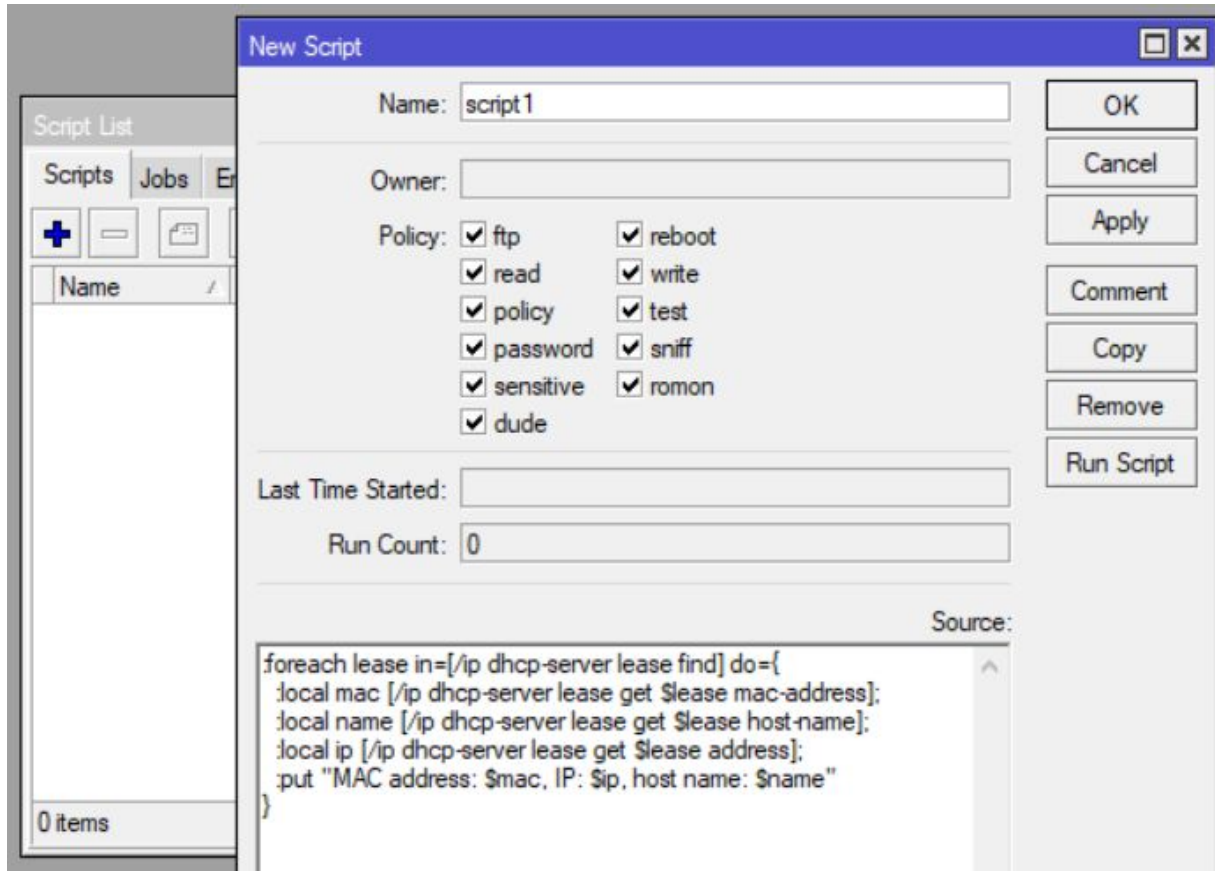 New Script
Name: script1
OK
Script List
Cancel
Scripts Jobs
Owner:
Apply
Policy: ftp reboot
Name
read write
Comment
policy test
password sniff
Copy
sensitive romon
Remove
dude
Run Script
Last Time Started:
Run Count: 0
Source:
:foreach lease in=[/ip dhcp-server lease find] do={
:local mac [/ip dhcp-server lease get $lease mac-address];
:local name [/ip dhcp-server lease get $lease host-name];
:local ip [/ip dhcp-server lease get $lease address];
:put "MAC address: $mac, IP: $ip, host name: $name"
}
0 items